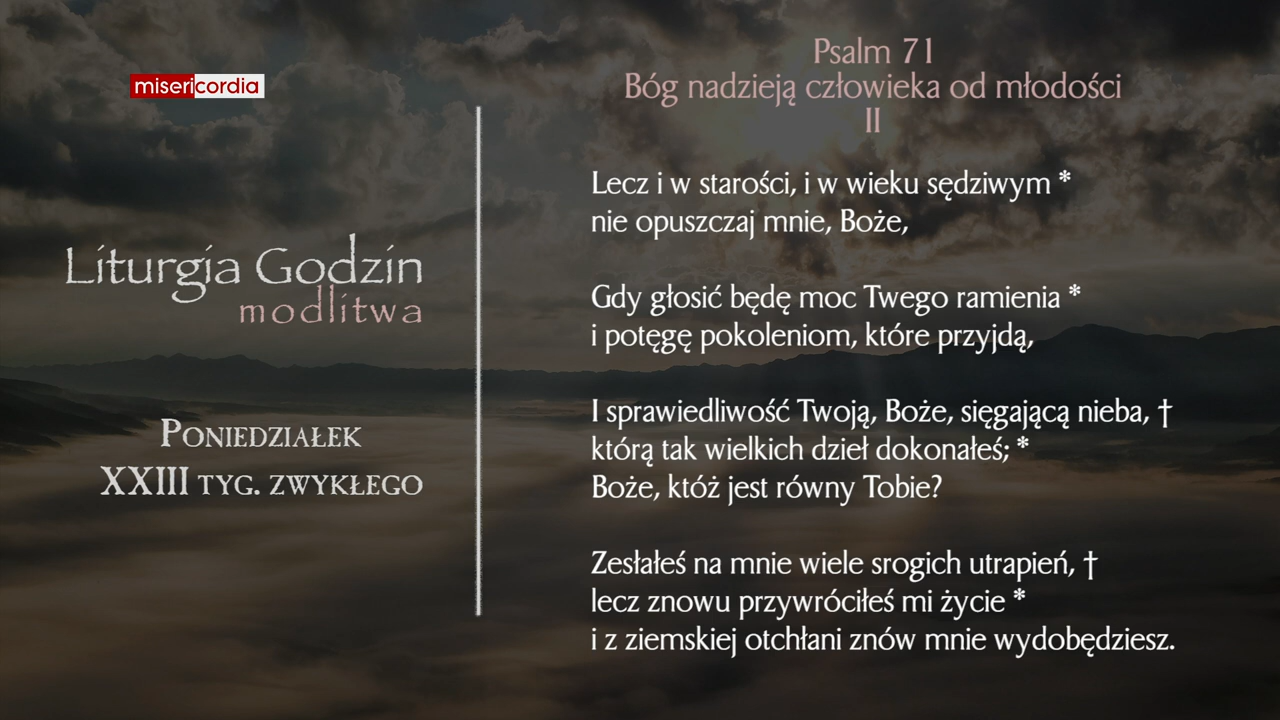 misericordia
Liturgia Godzin
modlitwa
Poniedziałek
XXIII tyg. zwykłego
Psalm 71
Bóg nadzieją człowieka od młodości
II
Lecz i w starości, i w wieku sędziwym *
nie opuszczaj mnie, Boże,
Gdy głosić będę moc Twego ramienia *
i potęgę pokoleniom, które przyjdą,
I sprawiedliwość Twoją, Boże, sięgającą nieba, †
którą tak wielkich dzieł dokonałeś; *
Boże, któż jest równy Tobie?
Zesłałeś na mnie wiele srogich utrapień, †
lecz znowu przywróciłeś mi życie *
i z ziemskiej otchłani znów mnie wydobędziesz.